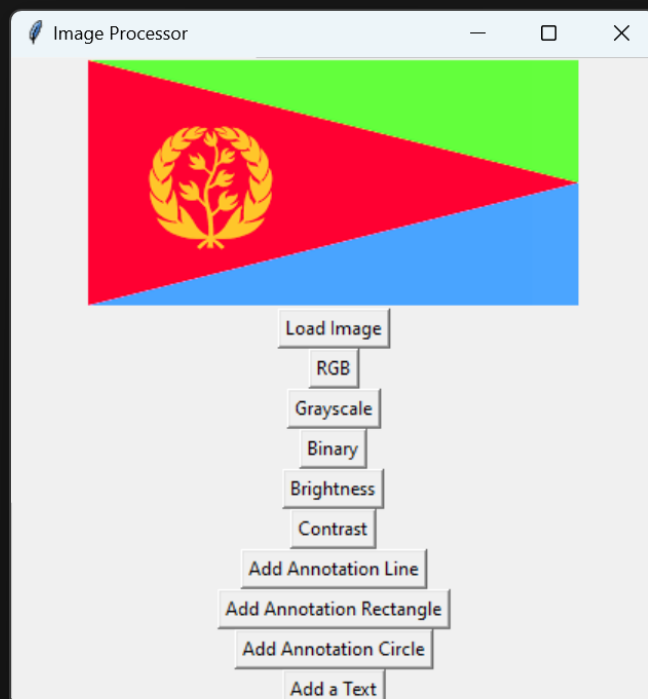 Image Processor
Load Image
RGB
Grayscale
Binary
Brightness
Contrast
Add Annotation Line
Add Annotation Rectangle
Add Annotation Circle
Add a Text